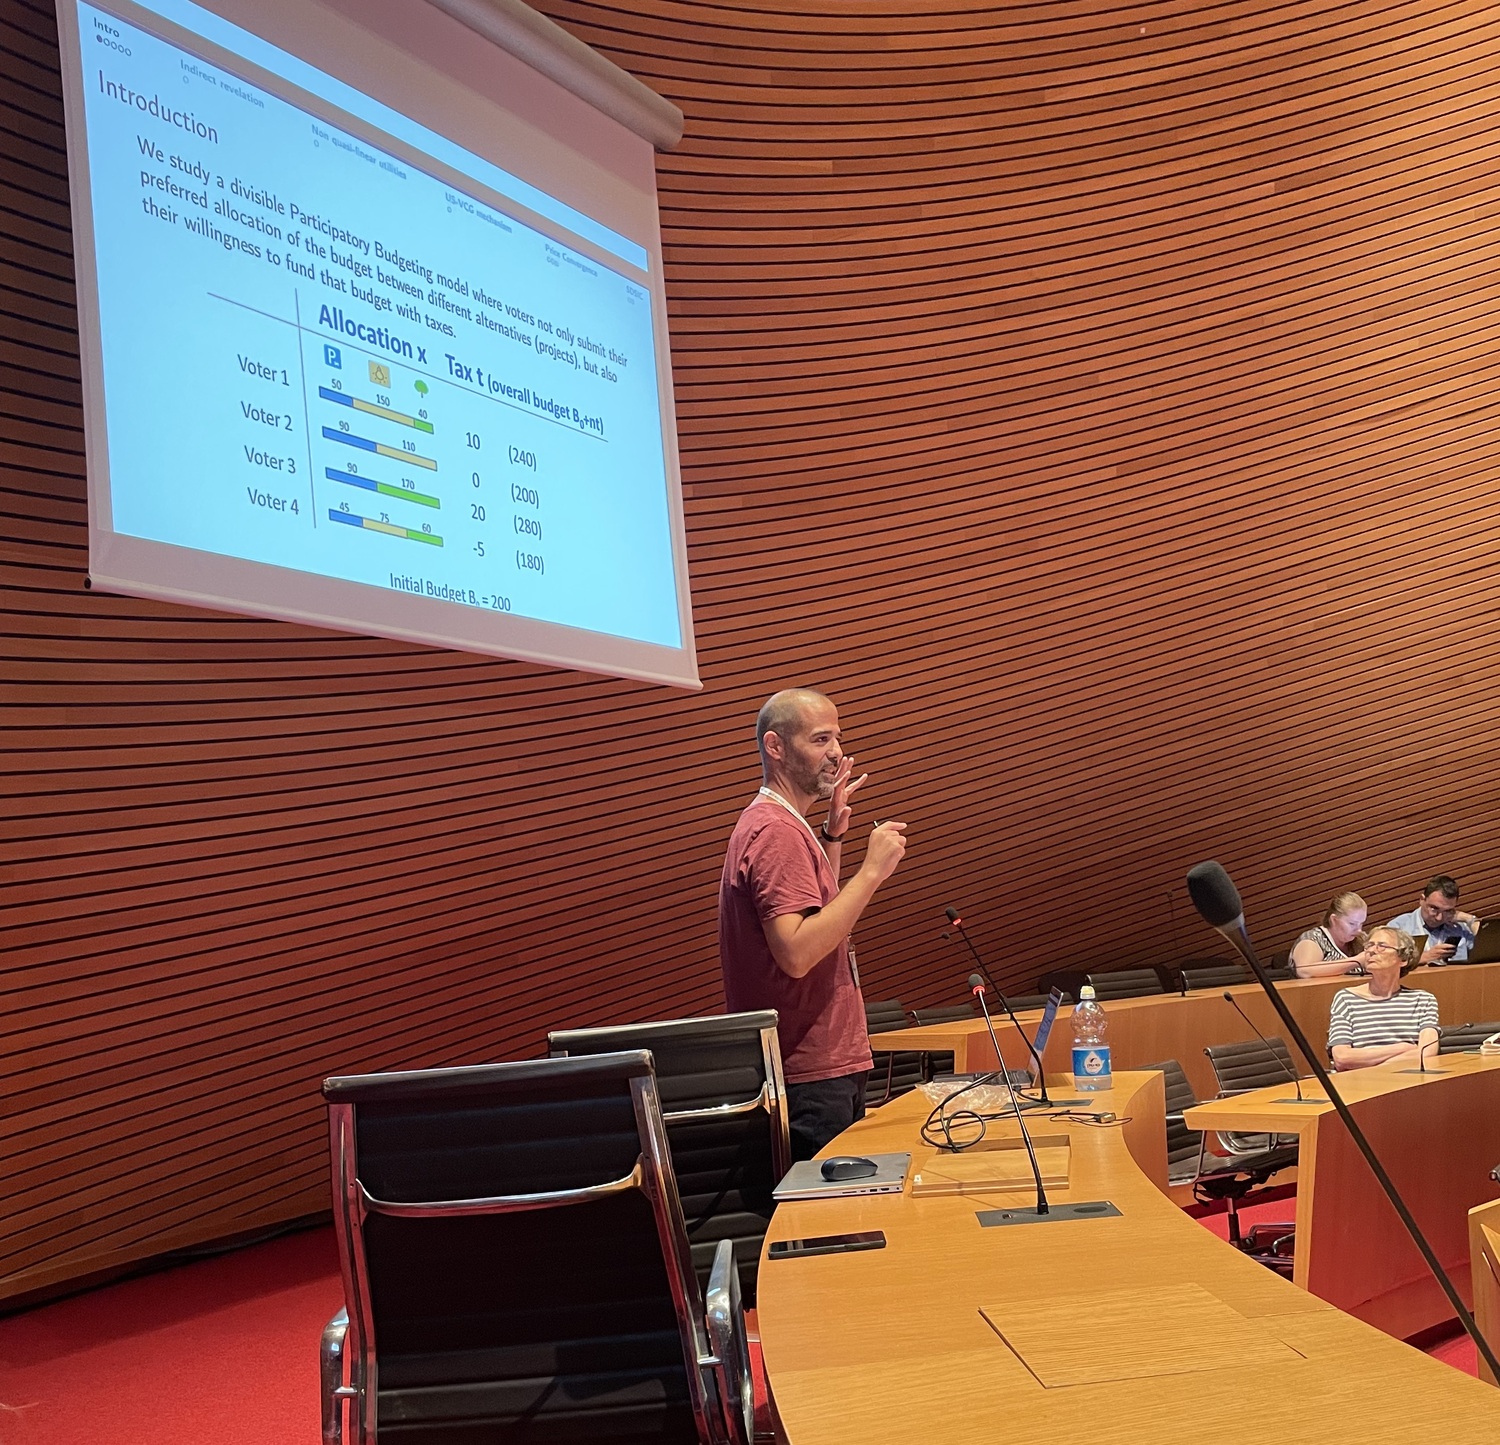 Intro
Indirect revelation
Non quasi-linear utilities
US-VCG mechanism
Price Convergence
Introduction
We study a divisible Participatory Budgeting model where voters not only submit their
preferred allocation of the budget between different alternatives (projects), but also
their willingness to fund that budget with taxes.
Allocation x Tax t (overall budget B₀+nt)
P
Voter 1 50 150 40 10 (240)
Voter 2 90 110 0 (200)
Voter 3 90 170 20 (280)
Voter 4 45 75 60 -5 (180)
Initial Budget B₀ = 200